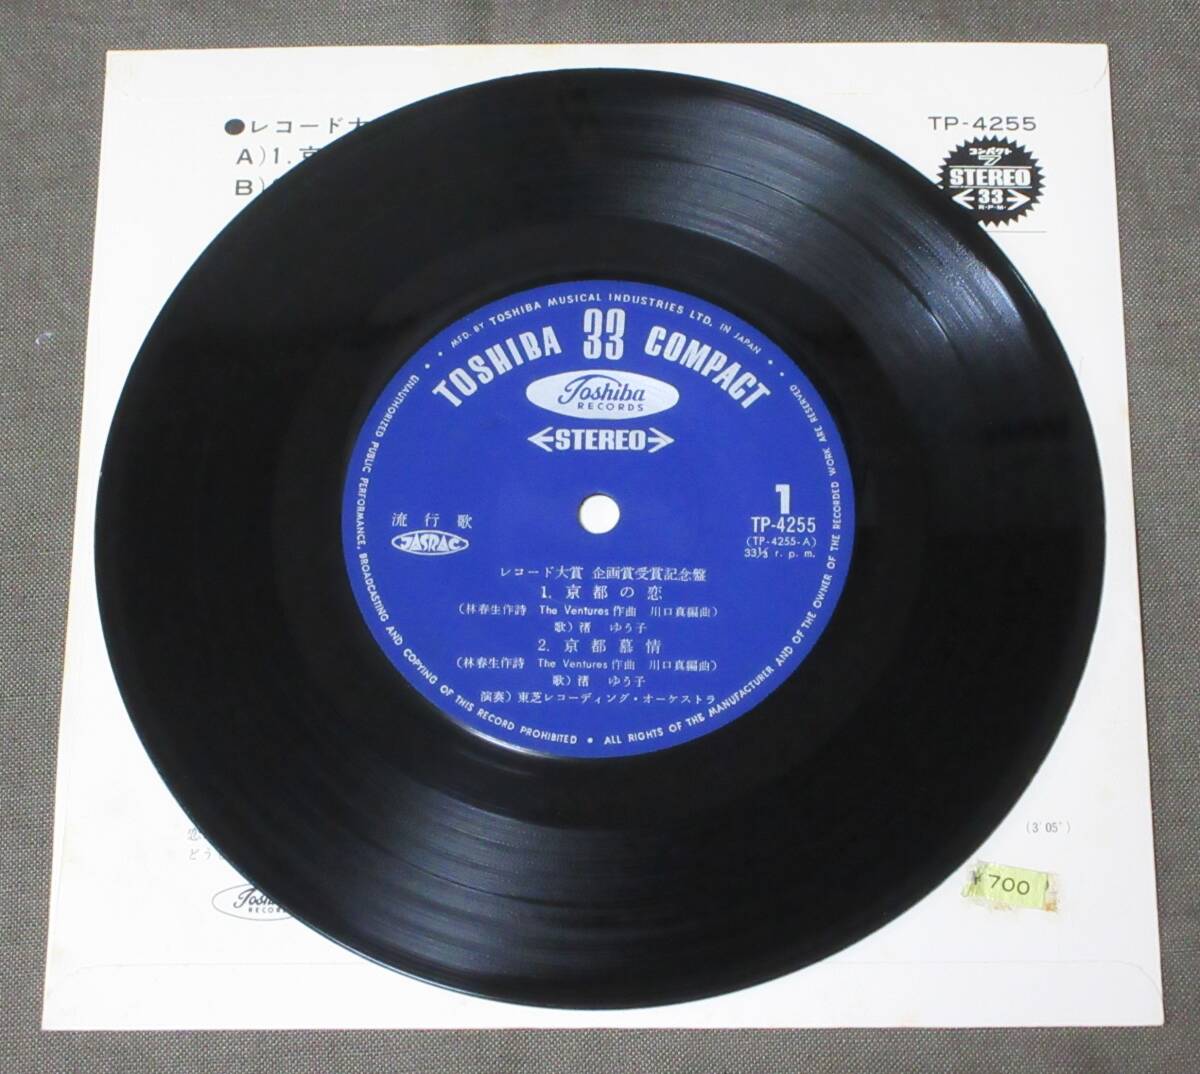 ●レコード大
A)1.京
B)
TP-4255
コンパクト
7
STEREO
33
R·P·M·
MFD. BY TOSHIBA MUSICAL INDUSTRIES LTD. IN JAPAN
TOSHIBA 33 COMPACT
Toshiba
RECORDS
STEREO
流行歌
JASRAC
1
TP-4255
(TP-4255-A)
33⅓ r. p. m.
レコード大賞 企画賞受賞記念盤
1. 京都の恋
(林春生作詩 The Ventures作曲 川口真編曲)
歌) 渚 ゆう子
2. 京都慕情
(林春生作詩 The Ventures作曲 川口真編曲)
歌) 渚 ゆう子
演奏) 東芝レコーディング・オーケストラ
UNAUTHORIZED PUBLIC PERFORMANCE, BROADCASTING AND COPYING OF THIS RECORD PROHIBITED • ALL RIGHTS OF THE MANUFACTURER AND OF THE OWNER OF THE RECORDED WORK ARE RESERVED
恋
どう
(3'05")
Toshi
RECORD
¥700